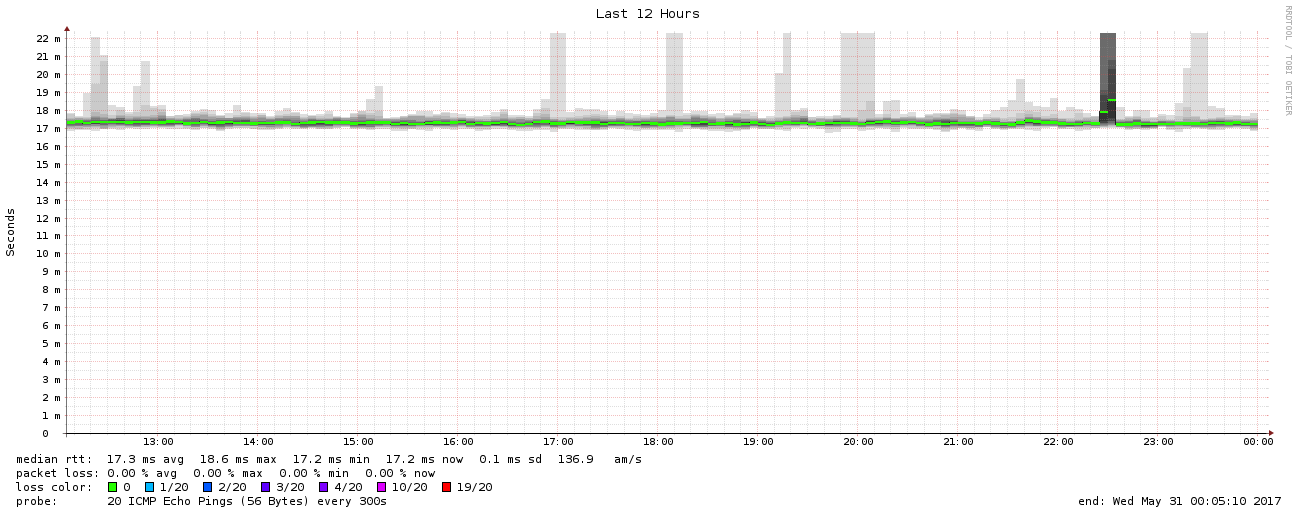 Last 12 Hours
RRDTOOL / TOBI OETIKER
Seconds
22 m
21 m
20 m
19 m
18 m
17 m
16 m
15 m
14 m
13 m
12 m
11 m
10 m
9 m
8 m
7 m
6 m
5 m
4 m
3 m
2 m
1 m
0
13:00 14:00 15:00 16:00 17:00 18:00 19:00 20:00 21:00 22:00 23:00 00:00
median rtt: 17.3 ms avg 18.6 ms max 17.2 ms min 17.2 ms now 0.1 ms sd 136.9 am/s
packet loss: 0.00 % avg 0.00 % max 0.00 % min 0.00 % now
loss color: 0 1/20 2/20 3/20 4/20 10/20 19/20
probe: 20 ICMP Echo Pings (56 Bytes) every 300s
end: Wed May 31 00:05:10 2017